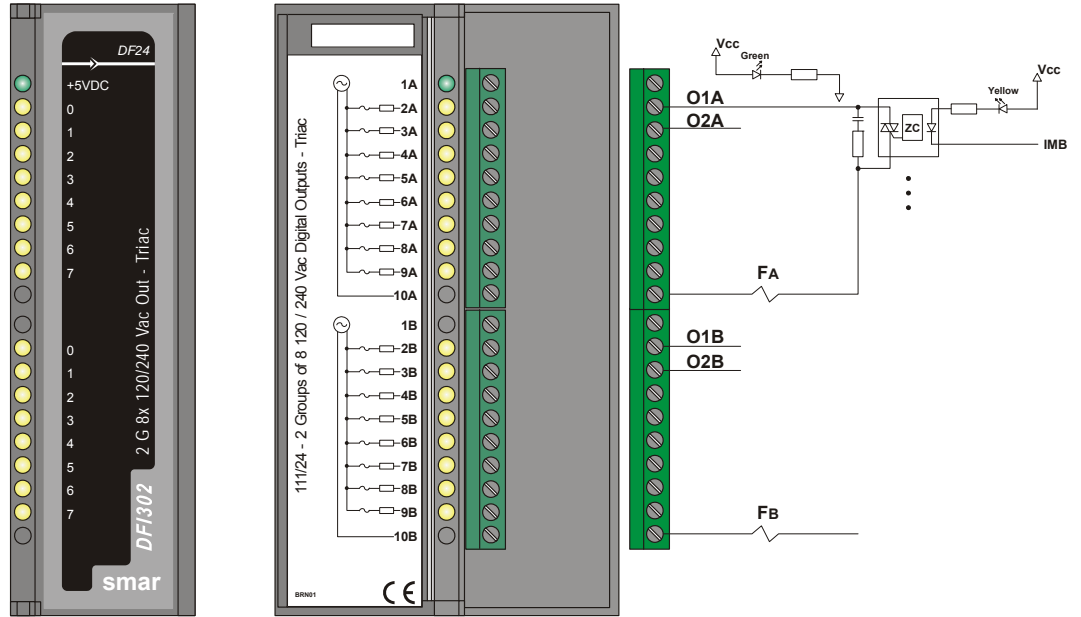 DF24
+5VDC
0
1
2
3
4
5
6
7
0
1
2
3
4
5
6
7
2 G 8x 120/240 Vac Out - Triac
DFI302
smar
111/24 - 2 Groups of 8 120 / 240 Vac Digital Outputs - Triac
1A
2A
3A
4A
5A
6A
7A
8A
9A
10A
1B
2B
3B
4B
5B
6B
7B
8B
9B
10B
BRN01
CE
Vcc
Green
O1A
O2A
ZC
Yellow
Vcc
IMB
FA
O1B
O2B
FB